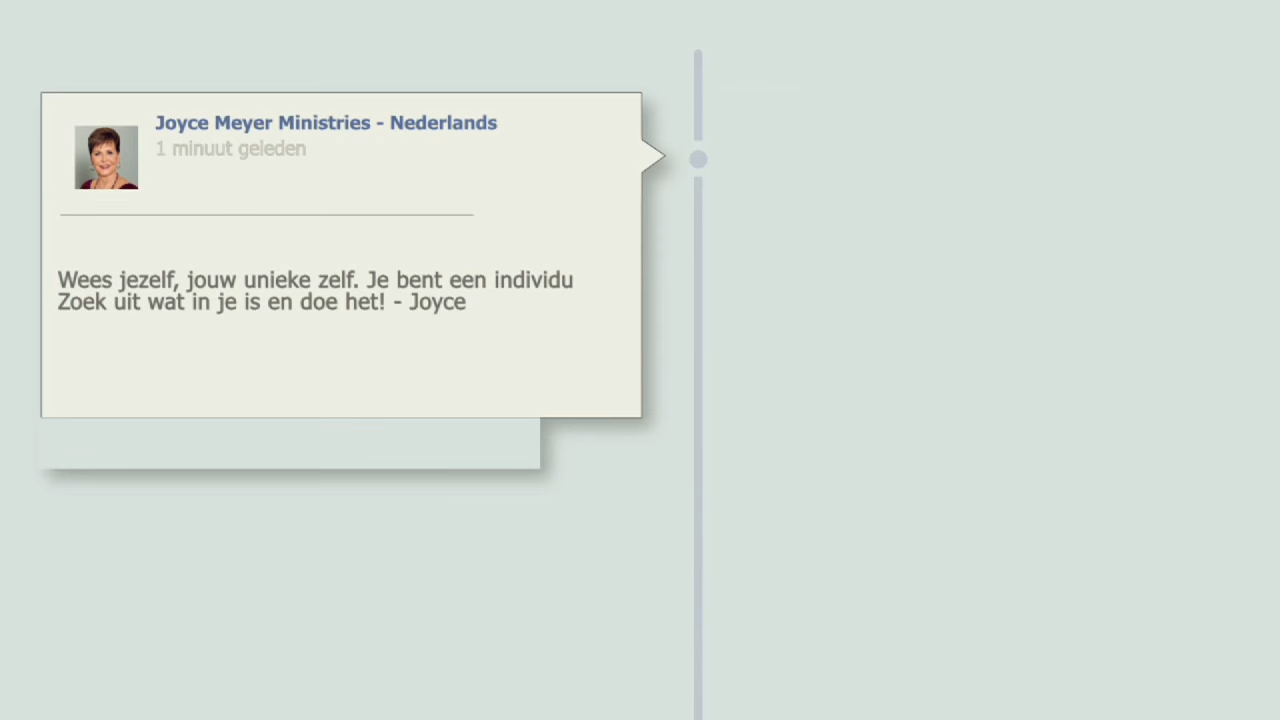 Joyce Meyer Ministries - Nederlands
1 minuut geleden
Wees jezelf, jouw unieke zelf. Je bent een individu
Zoek uit wat in je is en doe het! - Joyce